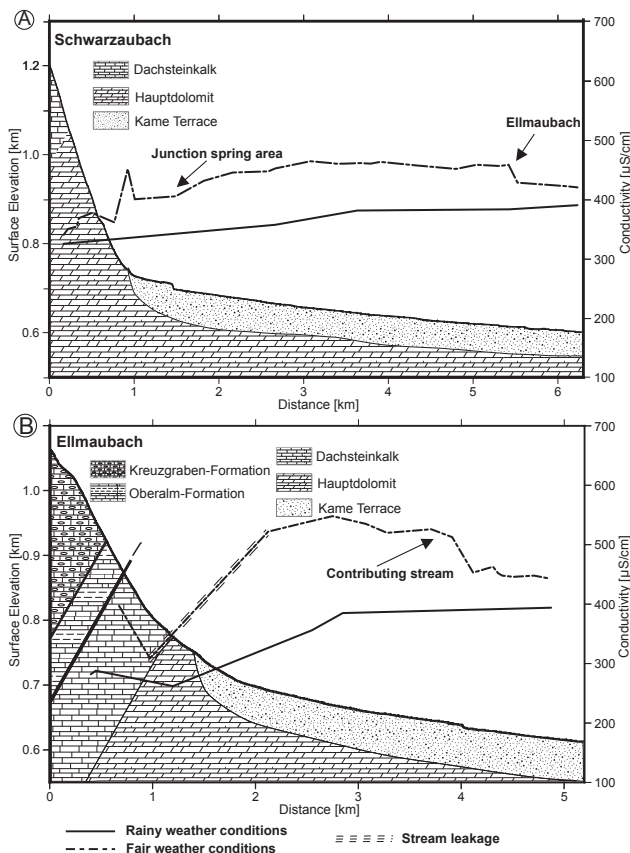 A
Schwarzaubach
Dachsteinkalk
Hauptdolomit
Kame Terrace
Junction spring area
Ellmaubach
Surface Elevation [km]
1.2
1.0
0.8
0.6
Conductivity [µS/cm]
700
600
500
400
300
200
100
0 1 2 3 4 5 6
Distance [km]
B
Ellmaubach
Kreuzgraben-Formation
Oberalm-Formation
Dachsteinkalk
Hauptdolomit
Kame Terrace
Contributing stream
Surface Elevation [km]
1.0
0.9
0.8
0.7
0.6
Conductivity [µS/cm]
700
600
500
400
300
200
100
0 1 2 3 4 5
Distance [km]
Rainy weather conditions
Fair weather conditions
Stream leakage